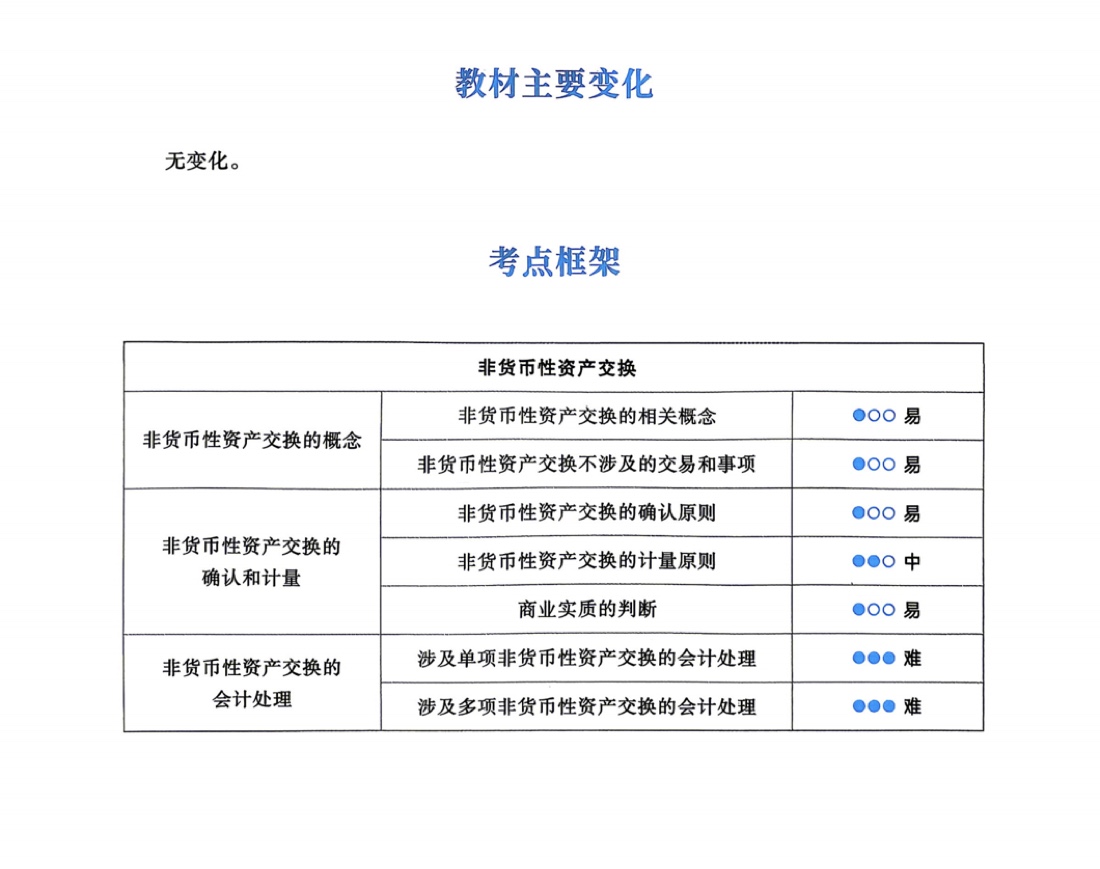 教材主要变化
无变化。
考点框架
非货币性资产交换
非货币性资产交换的概念
非货币性资产交换的相关概念
●○○ 易
非货币性资产交换不涉及的交易和事项
●○○ 易
非货币性资产交换的
确认和计量
非货币性资产交换的确认原则
●○○ 易
非货币性资产交换的计量原则
●●○ 中
商业实质的判断
●○○ 易
非货币性资产交换的
会计处理
涉及单项非货币性资产交换的会计处理
●●● 难
涉及多项非货币性资产交换的会计处理
●●● 难